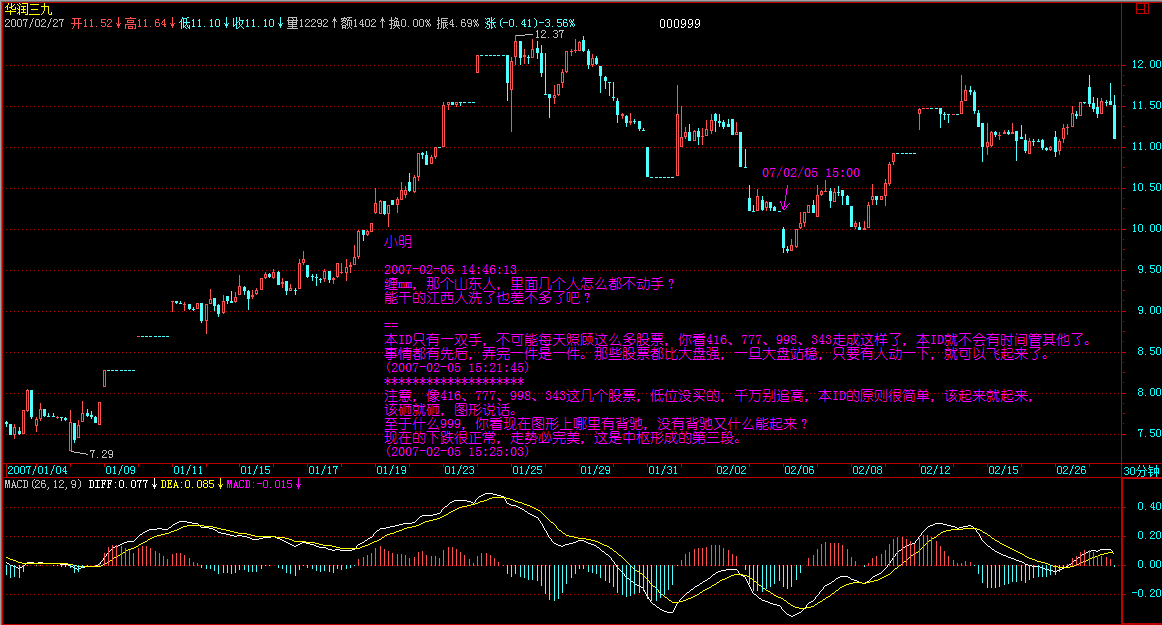 华润三九
2007/02/27 开11.52↓高11.64↓低11.10↓收11.10↓量12292↑额1402↑换0.00% 振4.69% 涨(-0.41)-3.56% 000999
日
12.37
12.00
11.50
11.00
07/02/05 15:00
10.50
10.00
小明
9.50
2007-02-05 14:46:13
缠mm，那个山东人，里面几个人怎么都不动手？
能干的江西人洗了也差不多了吧？
9.00
==
本ID只有一双手，不可能每天照顾这么多股票，你看416、777、998、343走成这样了，本ID就不会有时间管其他了。
8.50
事情都有先后，弄完一件是一件。那些股票都比大盘强，一旦大盘站稳，只要有人动一下，就可以飞起来了。
(2007-02-05 15:21:45)
********************
8.00
注意，像416、777、998、343这几个股票，低位没买的，千万别追高，本ID的原则很简单，该起来就起来，
该砸就砸，图形说话。
至于什么999，你看现在图形上哪里有背驰，没有背驰又什么能起来？
7.50
现在的下跌很正常，走势必完美，这是中枢形成的第三段。
(2007-02-05 15:25:03)
7.29
2007/01/04 01/09 01/11 01/15 01/17 01/19 01/23 01/25 01/29 01/31 02/02 02/06 02/08 02/12 02/15 02/26 30分钟
MACD(26,12,9) DIFF:0.077↓DEA:0.085↓MACD:-0.015↓
0.40
0.20
0.00
-0.20